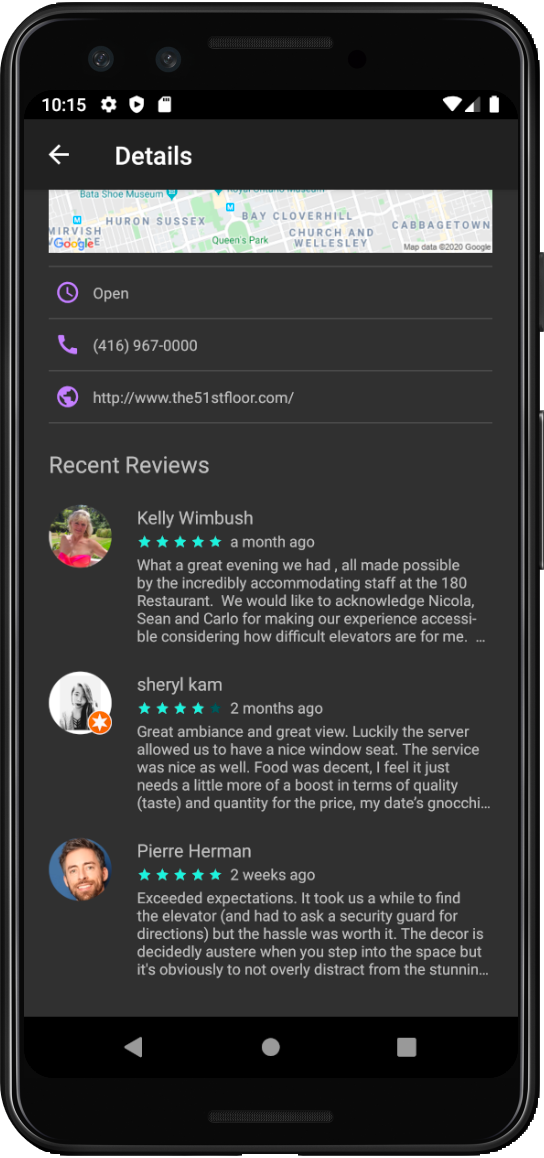 10:15
Details
Bata Shoe Museum
HURON SUSSEX
BAY CLOVERHILL
CABBAGETOWN
MIRVISH
Queen's Park
CHURCH AND
WELLESLEY
Google
Map data ©2020 Google
Open
(416) 967-0000
http://www.the51stfloor.com/
Recent Reviews
Kelly Wimbush
a month ago
What a great evening we had , all made possible
by the incredibly accommodating staff at the 180
Restaurant. We would like to acknowledge Nicola,
Sean and Carlo for making our experience accessi-
ble considering how difficult elevators are for me. ...
sheryl kam
2 months ago
Great ambiance and great view. Luckily the server
allowed us to have a nice window seat. The service
was nice as well. Food was decent, I feel it just
needs a little more of a boost in terms of quality
(taste) and quantity for the price, my date's gnocchi...
Pierre Herman
2 weeks ago
Exceeded expectations. It took us a while to find
the elevator (and had to ask a security guard for
directions) but the hassle was worth it. The decor is
decidedly austere when you step into the space but
it's obviously to not overly distract from the stunnin...